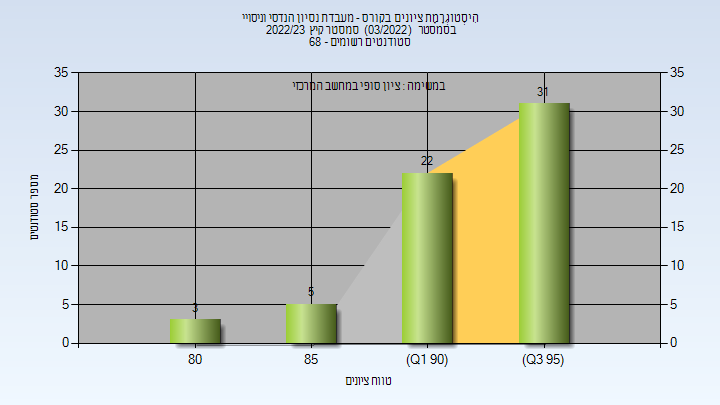 היסטוגרמת ציונים בקורס - מעבדת נסיון הנדסי וניסויי
בסמסטר (03/2022) סמסטר קיץ 2022/23
סטודנטים רשומים - 68
במשימה : ציון סופי במחשב המרכזי
35 35
30 30
25 25
20 20
15 15
10 10
5 5
0 0
3 5 22 31
מספר סטודנטים
80 85 (Q1 90) (Q3 95)
טווח ציונים